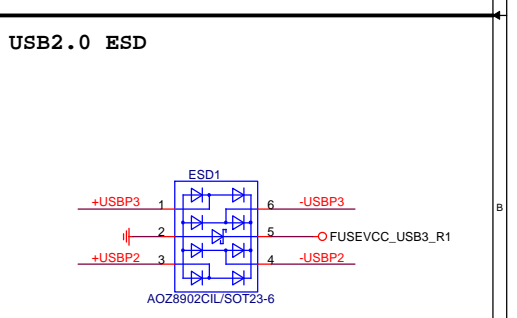 USB2.0 ESD
ESD1
+USBP3 1 6 -USBP3
2 5 FUSEVCC_USB3_R1
B
+USBP2 3 4 -USBP2
AOZ8902CIL/SOT23-6